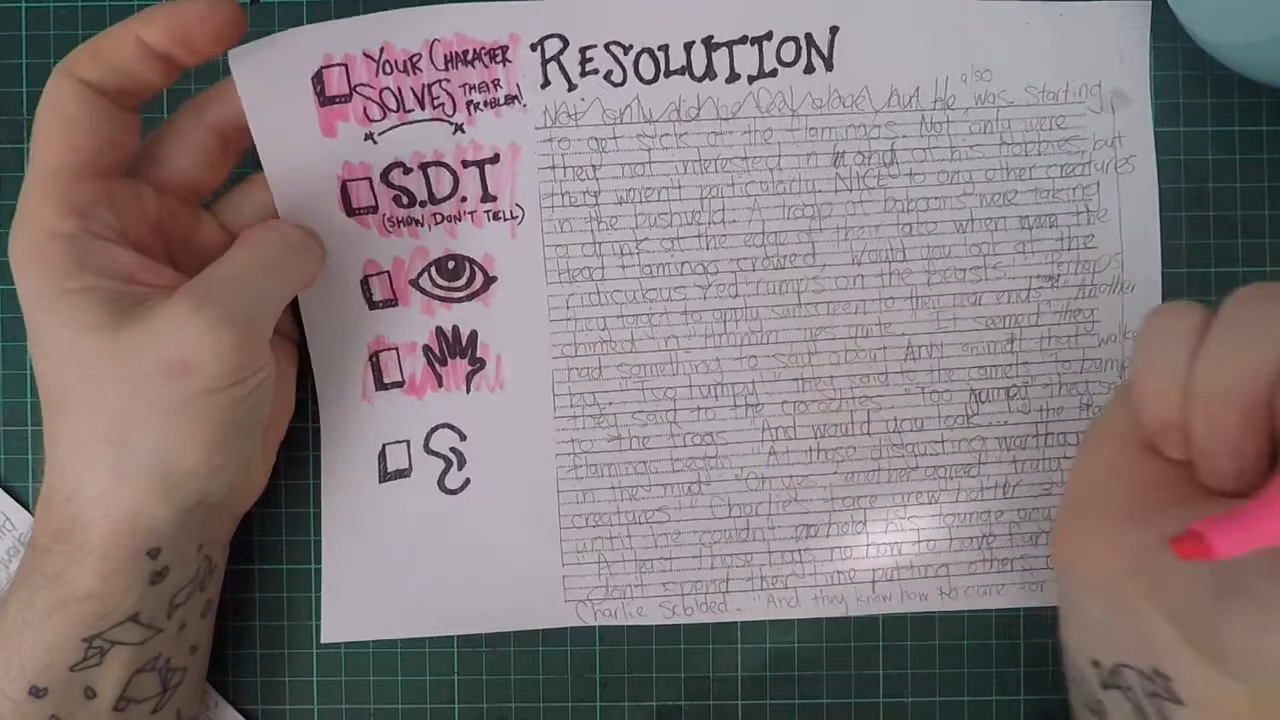 YOUR CHARACTER
SOLVES THEIR PROBLEM!
S.D.T
(SHOW, DON'T TELL)
RESOLUTION
also
Not only did he feel but he was starting
to get sick of the flamingos. Not only were
they not interested in any of his hobbies, but
they weren't particularly NICE to any other creatures
in the bushveld. A troop of baboons were taking
a drink at the edge of their lake when the
Head Flamingo crowed "Would you look at the
ridiculous red rumps on the beasts." "Perhaps
they forgot to apply sunscreen to their rear ends" Another
chimed in "Hmmm yes quite." It seemed they
had something to say about ANY animal that walked
by. "Too lumpy" They said to the camels. "To bump
they said to the crocodiles. "Too jumpy" they sa
to the frogs "And would you look... the
flamingo began. "At those disgusting warthog
in the mud" "Oh yes" another agreed "truly
creatures!" Charlie's face grew hotter
until he couldn't hold his tounge any
"At least those hogs no how to have fun
don't spend their time putting others
Charlie Scolded. "And they know how to care for